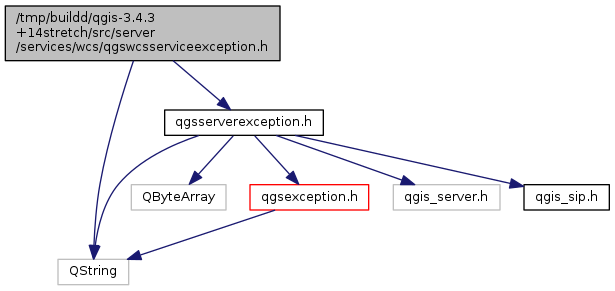 /tmp/buildd/qgis-3.4.3
+14stretch/src/server
/services/wcs/qgswcsserviceexception.h
qgsserverexception.h
QByteArray
qgsexception.h
qgis_server.h
qgis_sip.h
QString